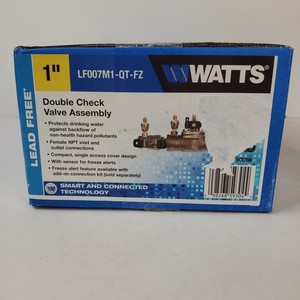 1"
LF007M1-QT-FZ
WATTS
LEAD FREE*
Double Check
Valve Assembly
• Protects drinking water
against backflow of
non-health hazard pollutants
• Female NPT inlet and
outlet connections
• Compact, single access cover design
• With sensor for freeze alerts
• Freeze alert feature available with
add-on connection kit (sold separately)
SMART AND CONNECTED
TECHNOLOGY